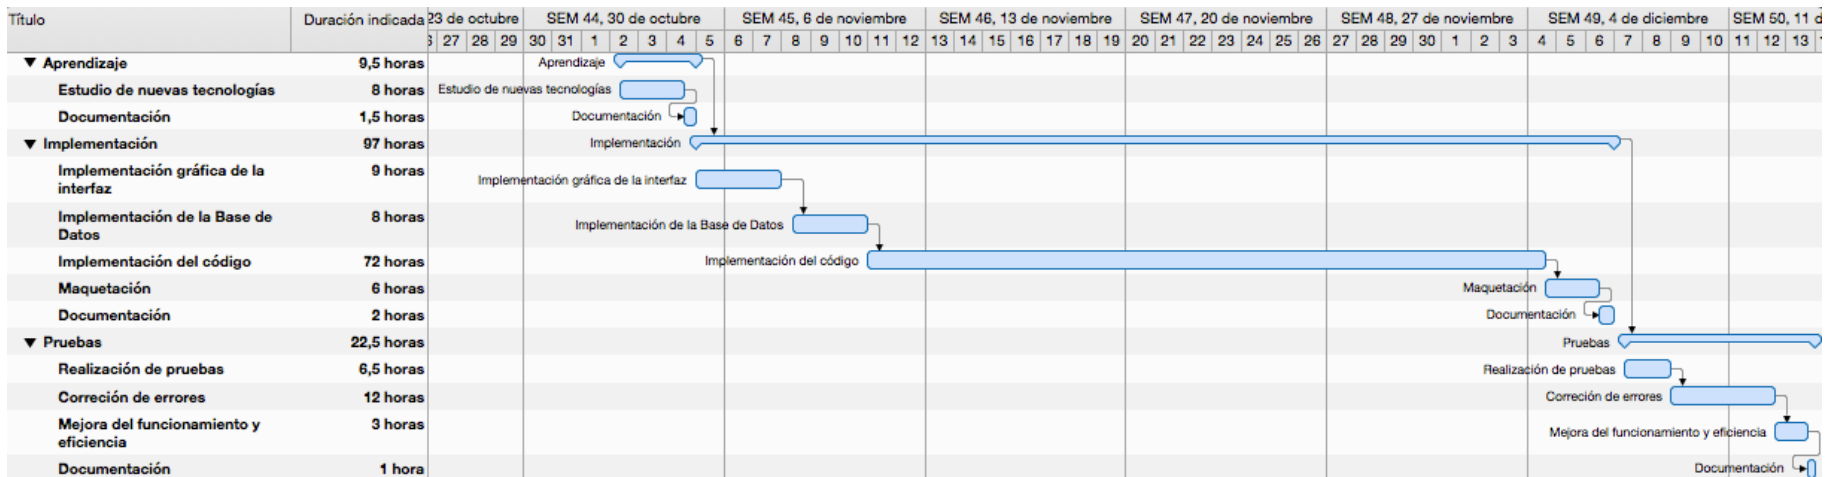 Título Duración indicada 23 de octubre SEM 44, 30 de octubre SEM 45, 6 de noviembre SEM 46, 13 de noviembre SEM 47, 20 de noviembre SEM 48, 27 de noviembre SEM 49, 4 de diciembre SEM 50, 11 d
27 28 29 30 31 1 2 3 4 5 6 7 8 9 10 11 12 13 14 15 16 17 18 19 20 21 22 23 24 25 26 27 28 29 30 1 2 3 4 5 6 7 8 9 10 11 12 13
▼ Aprendizaje 9,5 horas Aprendizaje
Estudio de nuevas tecnologías 8 horas Estudio de nuevas tecnologías
Documentación 1,5 horas Documentación
▼ Implementación 97 horas Implementación
Implementación gráfica de la interfaz 9 horas Implementación gráfica de la interfaz
Implementación de la Base de Datos 8 horas Implementación de la Base de Datos
Implementación del código 72 horas Implementación del código
Maquetación 6 horas Maquetación
Documentación 2 horas Documentación
▼ Pruebas 22,5 horas Pruebas
Realización de pruebas 6,5 horas Realización de pruebas
Correción de errores 12 horas Correción de errores
Mejora del funcionamiento y eficiencia 3 horas Mejora del funcionamiento y eficiencia
Documentación 1 hora Documentación